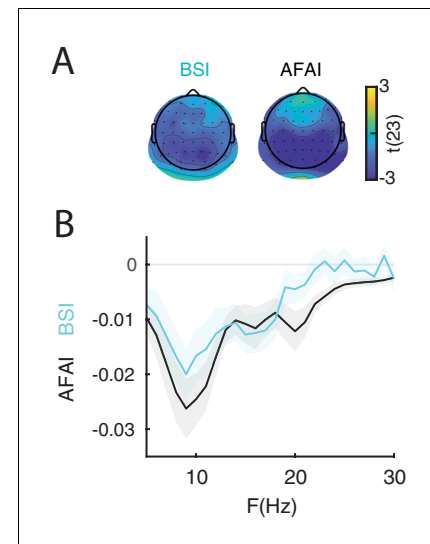 A
BSI
AFAI
3
-3
t(23)
B
AFAI BSI
0
-0.01
-0.02
-0.03
10
20
30
F(Hz)